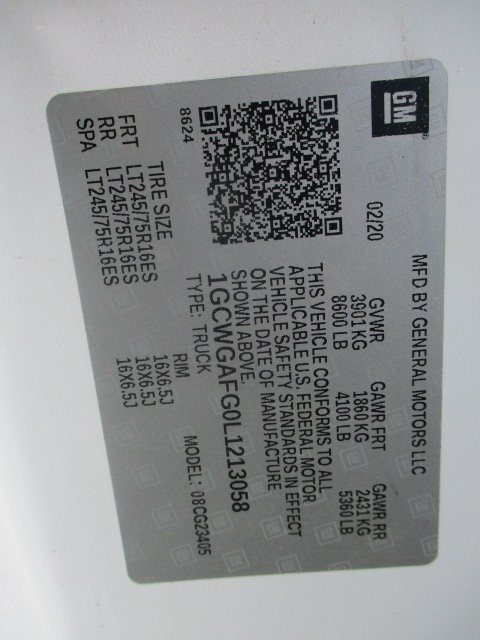 GM
MFD BY GENERAL MOTORS LLC
02/20
GVWR GAWR FRT GAWR RR
3901 KG 1860 KG 2431 KG
8600 LB 4100 LB 5360 LB
THIS VEHICLE CONFORMS TO ALL
APPLICABLE U.S. FEDERAL MOTOR
VEHICLE SAFETY STANDARDS IN EFFECT
ON THE DATE OF MANUFACTURE
SHOWN ABOVE.
1GCWGAFG0L1213058
TYPE: TRUCK MODEL: 08CG23405
8624
TIRE SIZE RIM
FRT LT245/75R16ES 16X6.5J
RR LT245/75R16ES 16X6.5J
SPA LT245/75R16ES 16X6.5J